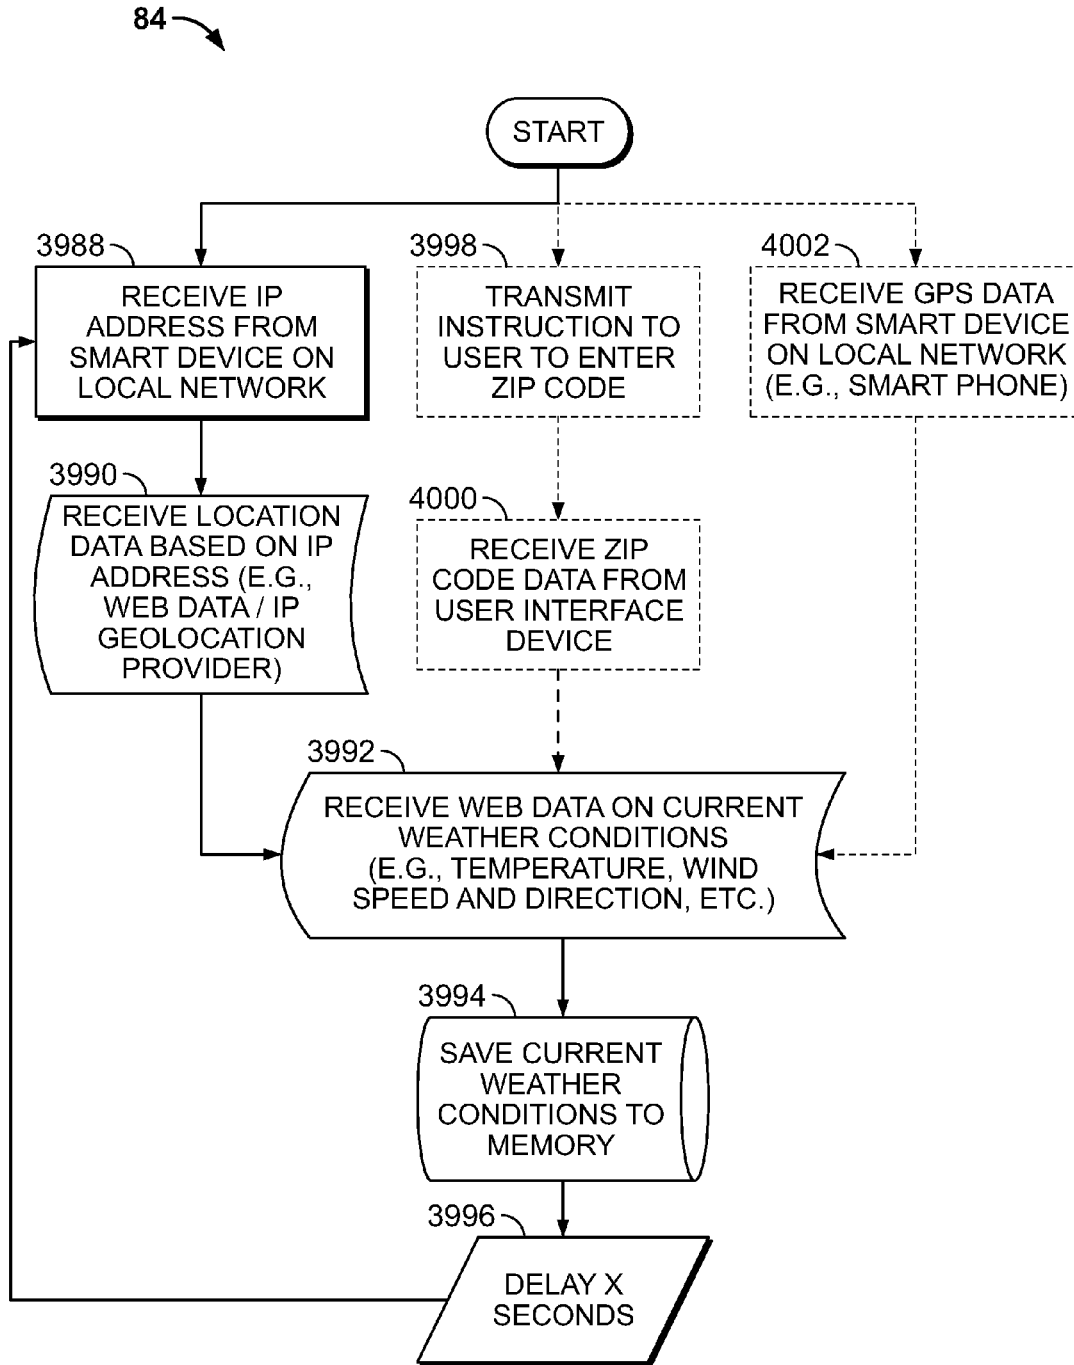 84
START
3988
RECEIVE IP
ADDRESS FROM
SMART DEVICE ON
LOCAL NETWORK
3998
TRANSMIT
INSTRUCTION TO
USER TO ENTER
ZIP CODE
4002
RECEIVE GPS DATA
FROM SMART DEVICE
ON LOCAL NETWORK
(E.G., SMART PHONE)
3990
RECEIVE LOCATION
DATA BASED ON IP
ADDRESS (E.G.,
WEB DATA / IP
GEOLOCATION
PROVIDER)
4000
RECEIVE ZIP
CODE DATA FROM
USER INTERFACE
DEVICE
3992
RECEIVE WEB DATA ON CURRENT
WEATHER CONDITIONS
(E.G., TEMPERATURE, WIND
SPEED AND DIRECTION, ETC.)
3994
SAVE CURRENT
WEATHER
CONDITIONS TO
MEMORY
3996
DELAY X
SECONDS